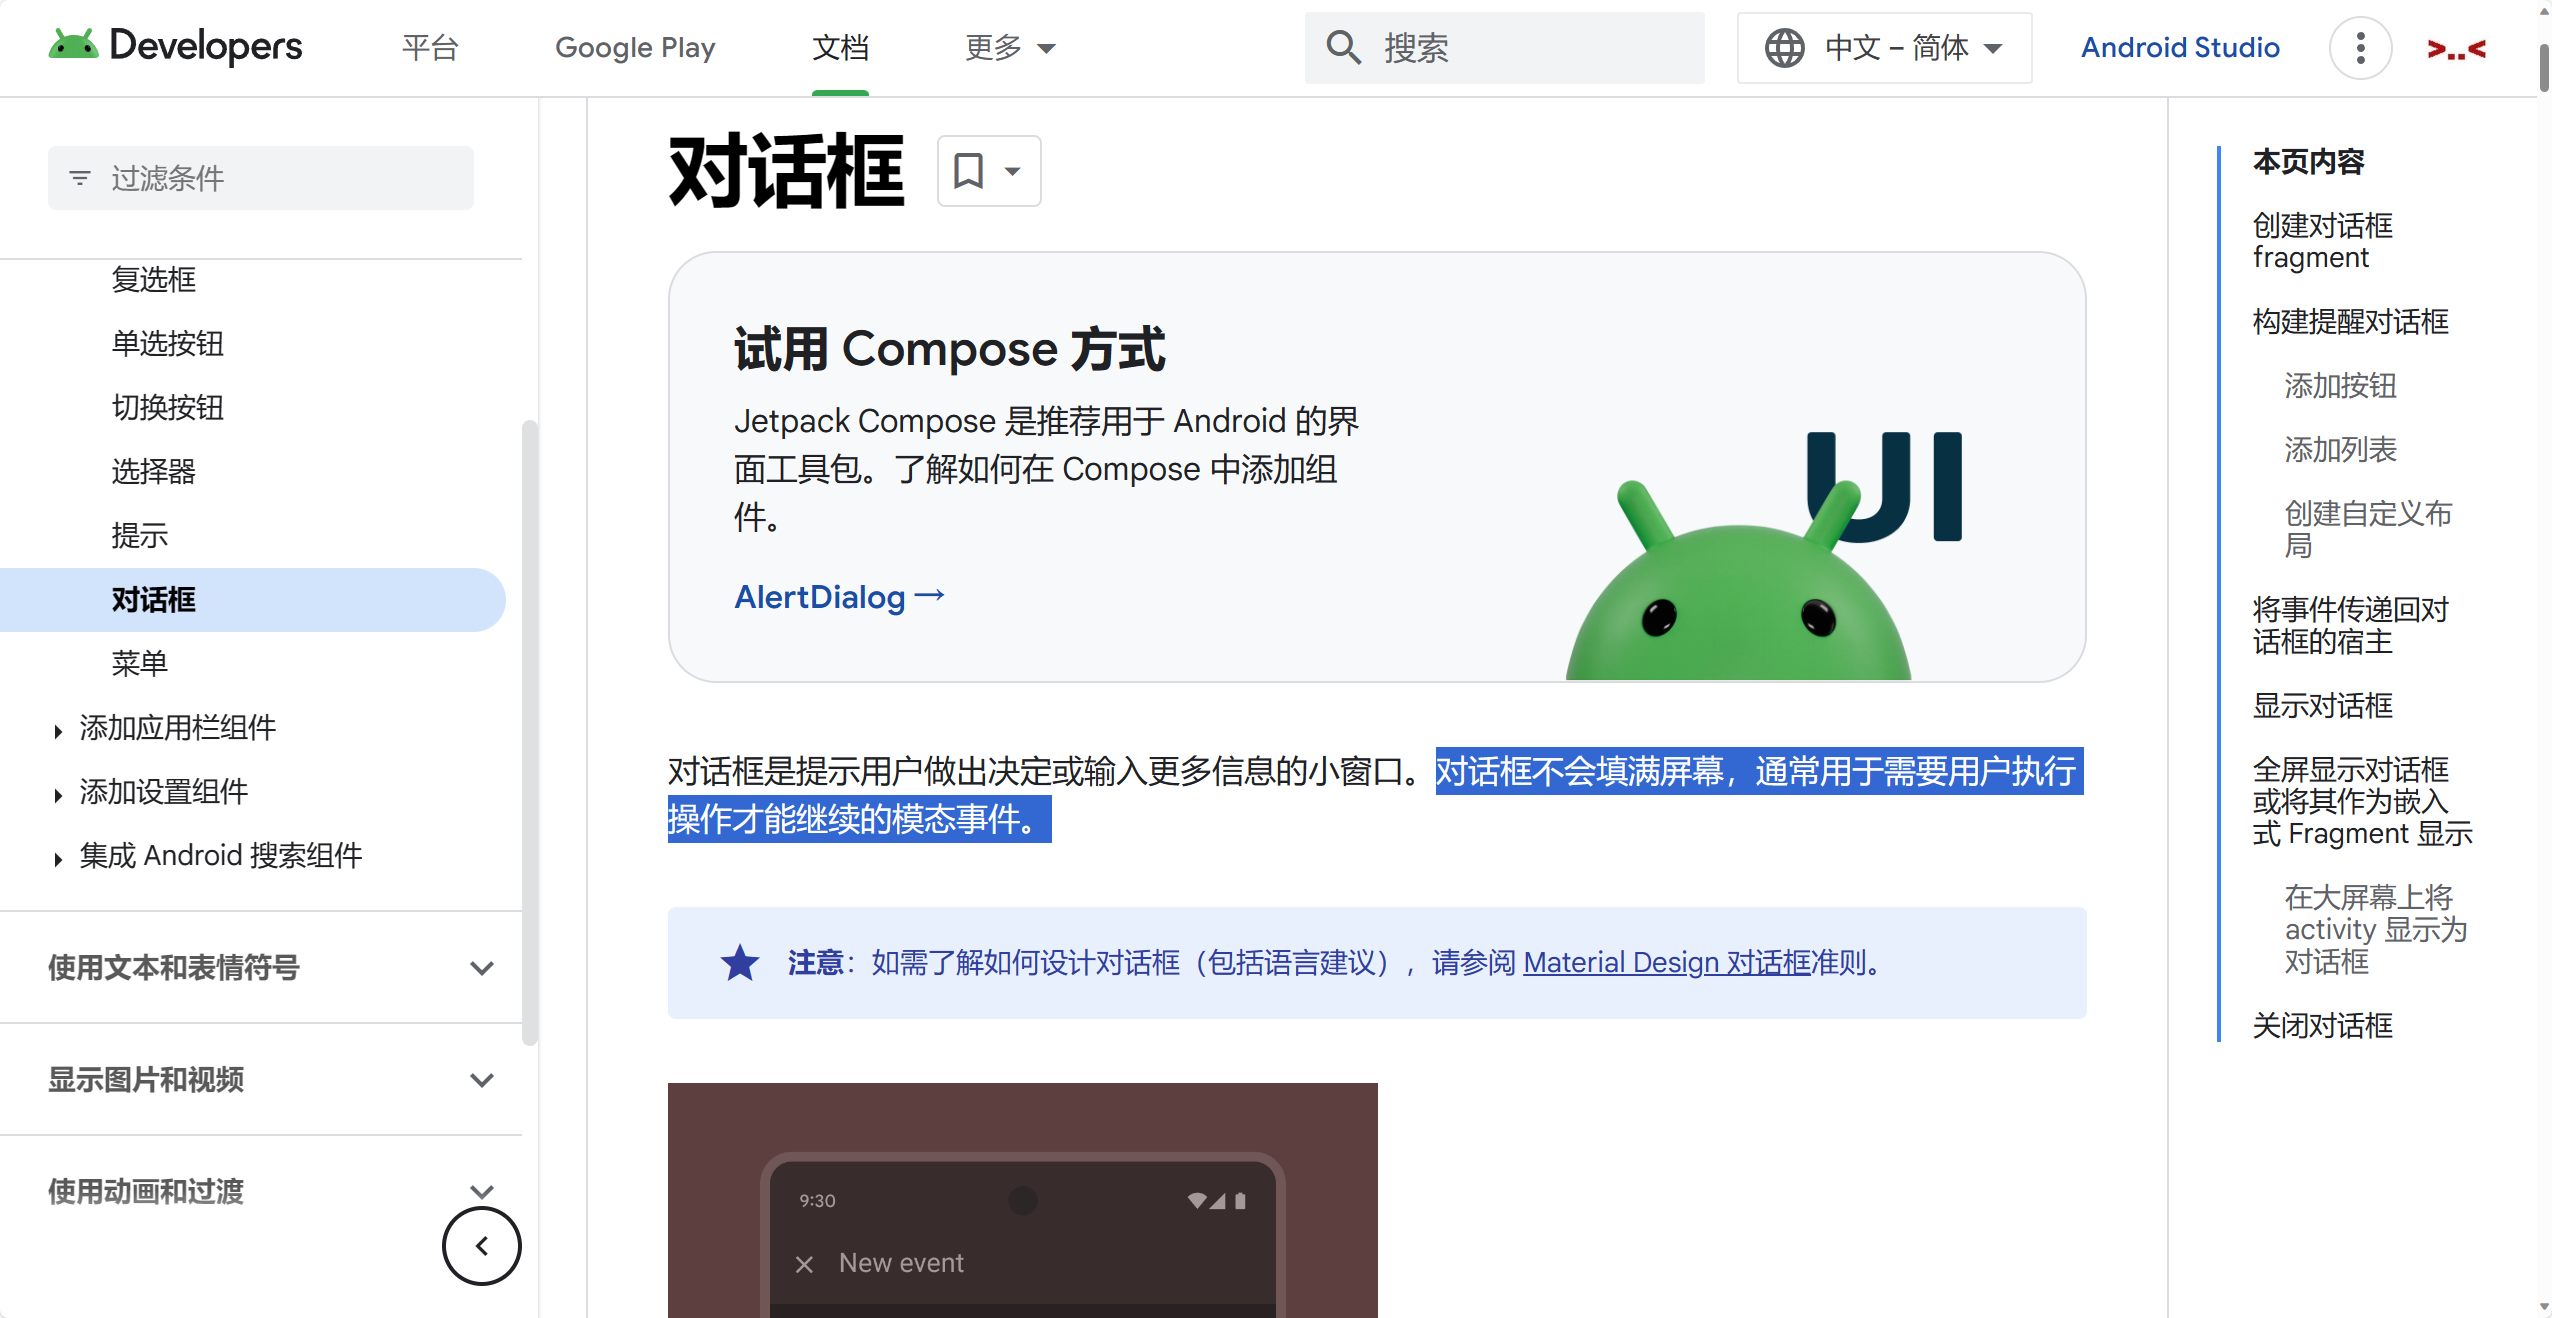 Developers
平台
Google Play
文档
更多
搜索
中文 – 简体
Android Studio
>..<
过滤条件
复选框
单选按钮
切换按钮
选择器
提示
对话框
菜单
添加应用栏组件
添加设置组件
集成 Android 搜索组件
使用文本和表情符号
显示图片和视频
使用动画和过渡
对话框
试用 Compose 方式
Jetpack Compose 是推荐用于 Android 的界
面工具包。了解如何在 Compose 中添加组
件。
AlertDialog →
UI
对话框是提示用户做出决定或输入更多信息的小窗口。对话框不会填满屏幕，通常用于需要用户执行
操作才能继续的模态事件。
注意：如需了解如何设计对话框（包括语言建议），请参阅 Material Design 对话框准则。
9:30
New event
本页内容
创建对话框
fragment
构建提醒对话框
添加按钮
添加列表
创建自定义布
局
将事件传递回对
话框的宿主
显示对话框
全屏显示对话框
或将其作为嵌入
式 Fragment 显示
在大屏幕上将
activity 显示为
对话框
关闭对话框